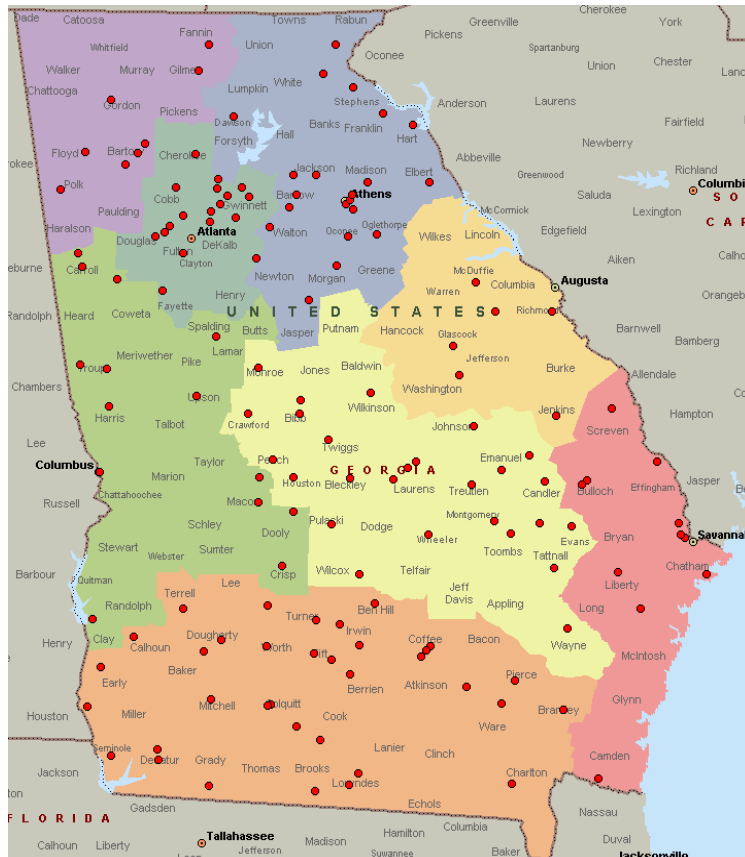 Dade Catoosa Fannin Towns Rabun
Cherokee
Greenville
York
Pickens
Whitfield
Union
Oconee
Spartanburg
Chester
Union
Walker Murray Gilmer
White
Chattooga
Lumpkin
Gordon
Stephens
Anderson
Laurens
Pickens
Dawson
Banks Franklin
Fairfield
Forsyth
Hall
Hart
Newberry
Floyd Bartow
Cherokee
Abbeville
rokee
Jackson Madison Elbert
Greenwood
Richland
Polk
Cobb
Barrow
Athens
Saluda
Columbia
Gwinnett
McCormick
Lexington
S O
Paulding
Oglethorpe
C A R
Haralson
Atlanta
Walton
Oconee
Wilkes
Lincoln
Edgefield
Douglas
Fulton
DeKalb
Clayton
Aiken
Calhou
eburne
Carroll
Newton
Morgan
Greene
McDuffie
Columbia
Augusta
Fayette
Henry
Warren
Orangeb
Randolph Heard Coweta
UNITED STATES
Richmond
Spalding
Butts
Jasper
Putnam
Hancock
Glascock
Barnwell
Bamberg
Meriwether
Lamar
Pike
Jones
Baldwin
Jefferson
Burke
Allendale
Chambers
Troup
Monroe
Washington
Upson
Wilkinson
Harris
Bibb
Jenkins
Hampton
Talbot
Crawford
Johnson
Screven
Lee
Twiggs
Columbus
Taylor
Peach
GEORGIA
Emanuel
Effingham
Jasper
Marion
Houston
Bleckley
Laurens
Treutlen
Candler
Bulloch
Chattahoochee
Russell
Macon
Schley
Dooly
Pulaski
Dodge
Montgomery
Wheeler
Toombs
Evans
Bryan
Savannah
Stewart
Webster
Sumter
Tattnall
Chatham
Barbour
Quitman
Crisp
Wilcox
Telfair
Liberty
Terrell
Lee
Jeff
Davis
Appling
Long
Randolph
Turner
Ben Hill
Henry
Clay
Calhoun
Dougherty
Worth
Irwin
Coffee
Bacon
Wayne
McIntosh
Tift
Early
Baker
Berrien
Atkinson
Pierce
Glynn
Houston
Miller
Mitchell
Colquitt
Cook
Ware
Brantley
Seminole
Lanier
Clinch
Camden
Jackson
Decatur
Grady
Thomas
Brooks
Lowndes
Charlton
Echols
Gadsden
Nassau
FLORIDA
Hamilton
Columbia
Calhoun Liberty
Tallahassee
Madison
Duval
Jefferson
Suwannee
Baker
Jacksonville